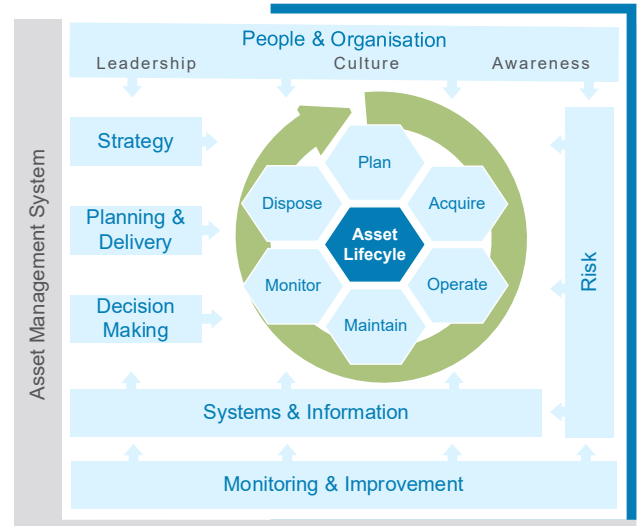 People & Organisation
Leadership
Culture
Awareness
Asset Management System
Strategy
Planning &
Delivery
Decision
Making
Plan
Acquire
Operate
Maintain
Monitor
Dispose
Asset
Lifecyle
Risk
Systems & Information
Monitoring & Improvement